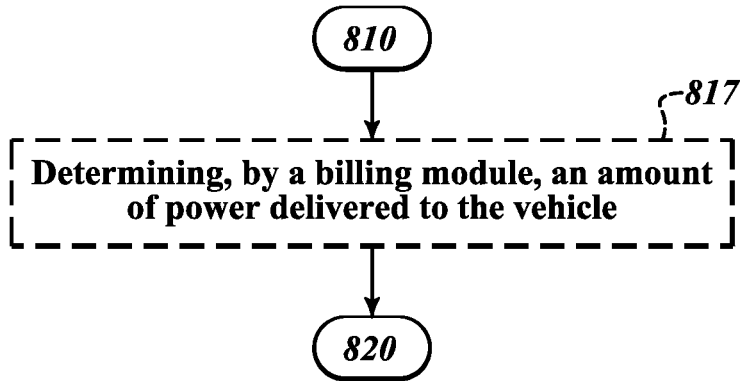 810
817
Determining, by a billing module, an amount
of power delivered to the vehicle
820